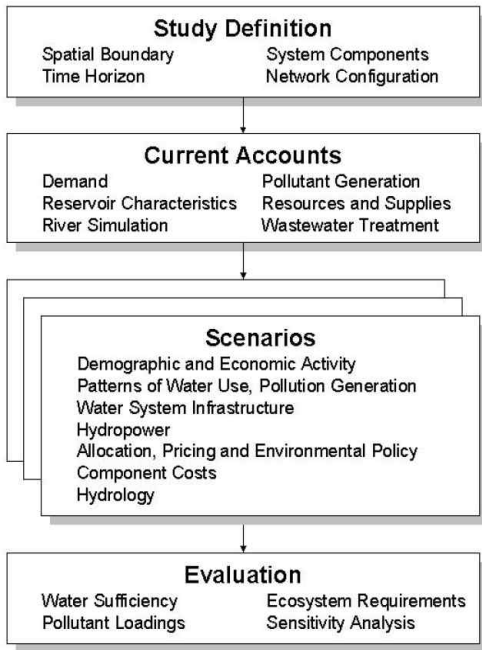 Study Definition
Spatial Boundary System Components
Time Horizon Network Configuration
Current Accounts
Demand Pollutant Generation
Reservoir Characteristics Resources and Supplies
River Simulation Wastewater Treatment
Scenarios
Demographic and Economic Activity
Patterns of Water Use, Pollution Generation
Water System Infrastructure
Hydropower
Allocation, Pricing and Environmental Policy
Component Costs
Hydrology
Evaluation
Water Sufficiency Ecosystem Requirements
Pollutant Loadings Sensitivity Analysis